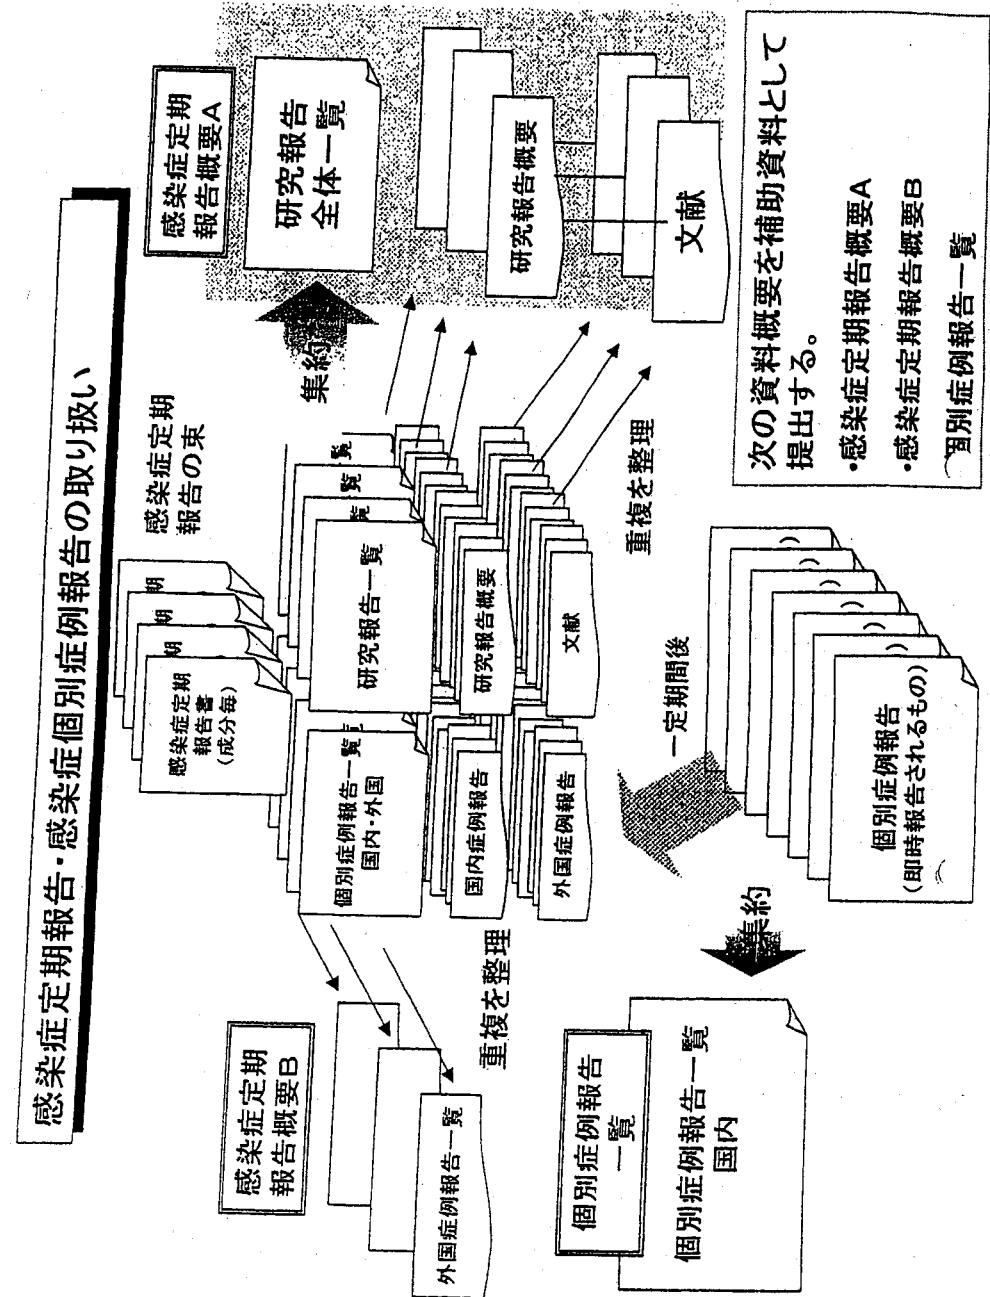 感染症定期報告・感染症個別症例報告の取り扱い
感染症定期
報告概要B
外国症例報告一覧
重複を整理
感染症定期
報告書
(成分毎)
期
期
期
感染症定期
報告の束
個別症例報告一覧
国内・外国
覧
国内症例報告
外国症例報告
研究報告一覧
覧
一覧
研究報告概要
文献
集約
重複を整理
感染症定期
報告概要A
研究報告
全体一覧
研究報告概要
文献
個別症例報告
一覧
個別症例報告一覧
国内
集約
一定期間後
個別症例報告
(即時報告されるもの)
次の資料概要を補助資料として
提出する。
・感染症定期報告概要A
・感染症定期報告概要B
個別症例報告一覧